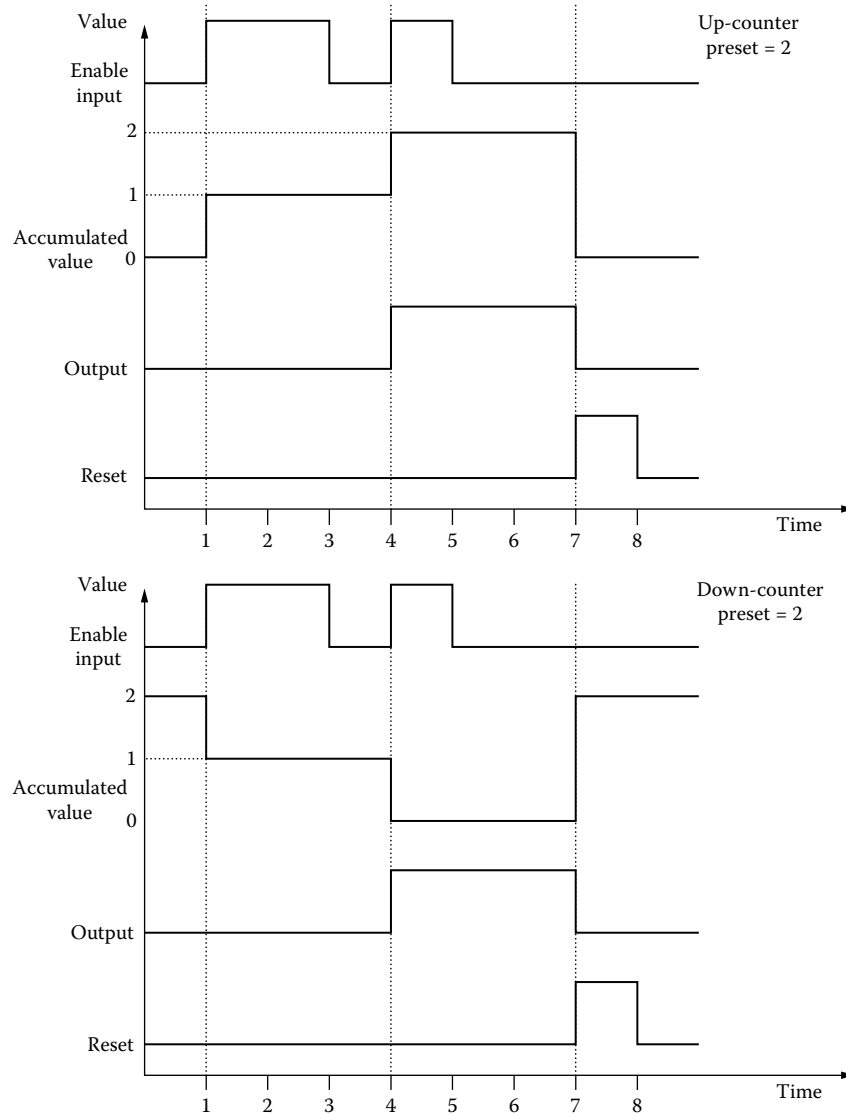 Value
Up-counter
preset = 2
Enable
input
2
1
Accumulated
value
0
Output
Reset
Time
1 2 3 4 5 6 7 8
Value
Down-counter
preset = 2
Enable
input
2
1
Accumulated
value
0
Output
Reset
Time
1 2 3 4 5 6 7 8